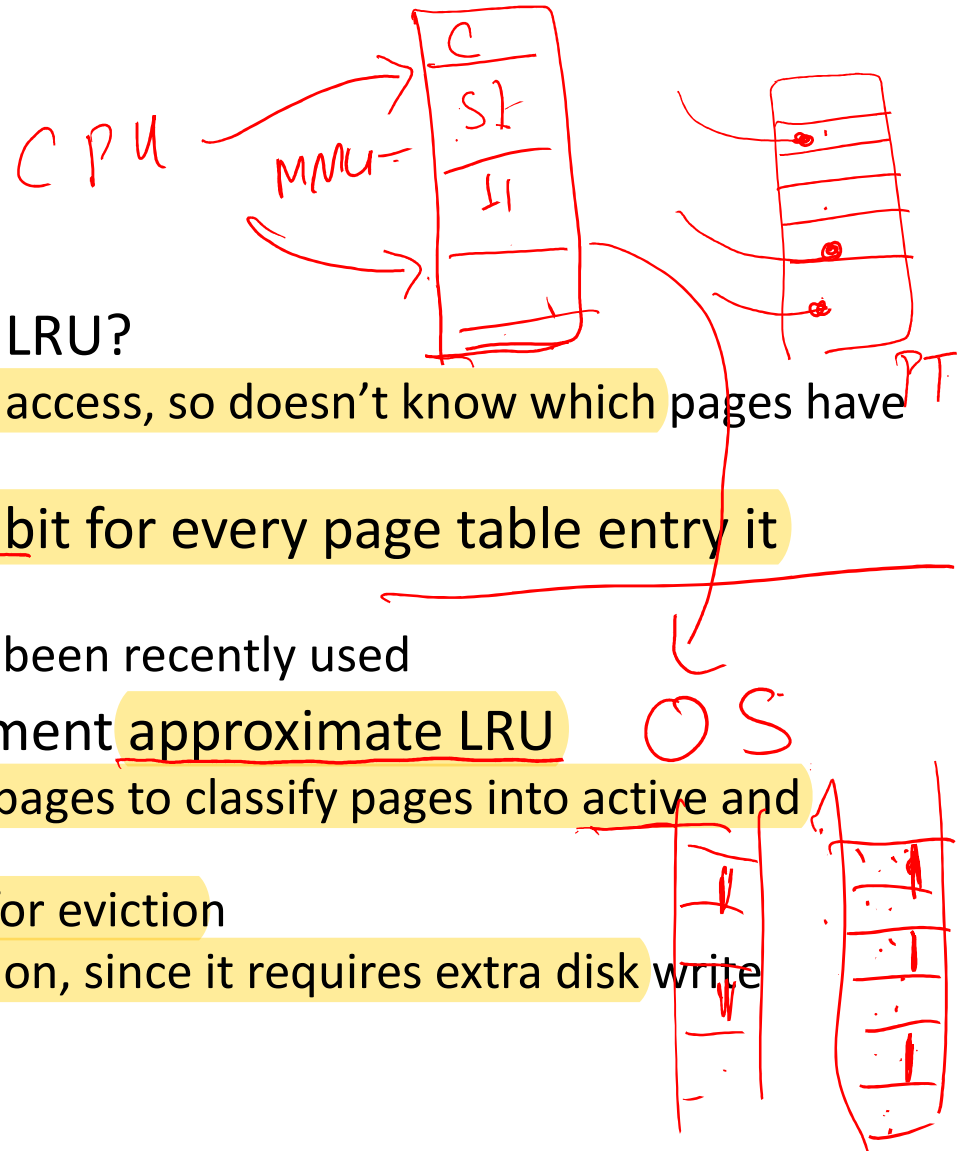 C
CPU
St
MMU
H
LRU?
access, so doesn't know which pages have
PT
bit for every page table entry it
been recently used
ment approximate LRU
OS
pages to classify pages into active and
for eviction
on, since it requires extra disk write